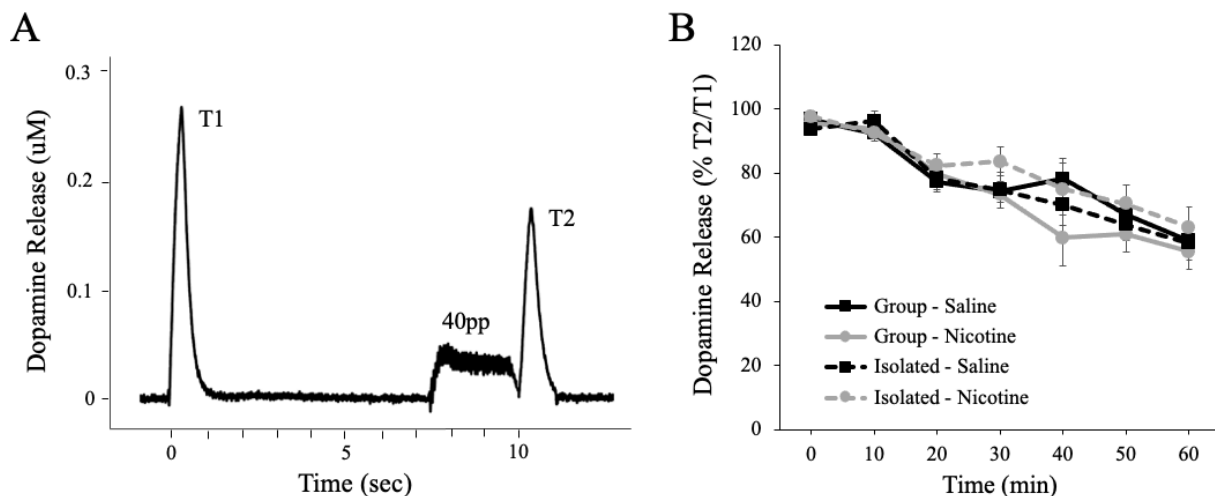 A
Dopamine Release (uM)
0.3
0.2
0.1
0
T1
40pp
T2
0 5 10
Time (sec)
B
Dopamine Release (% T2/T1)
120
100
80
60
40
20
0
Group - Saline
Group - Nicotine
Isolated - Saline
Isolated - Nicotine
0 10 20 30 40 50 60
Time (min)